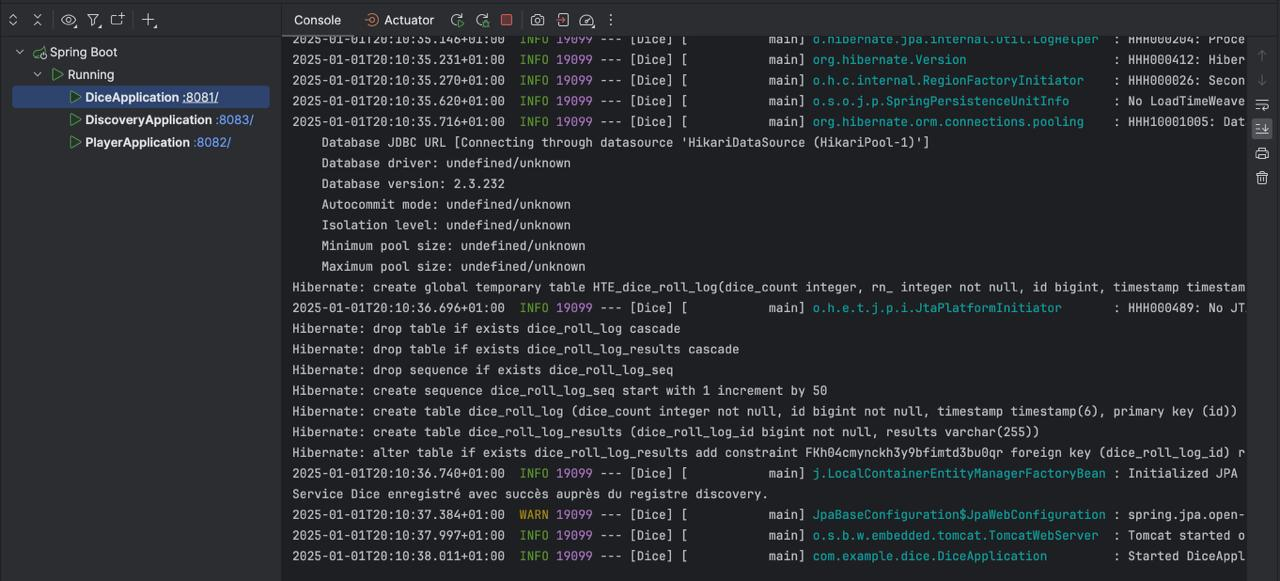 Console
Actuator
Spring Boot
Running
DiceApplication :8081/
DiscoveryApplication :8083/
PlayerApplication :8082/
2025-01-01T20:10:35.146+01:00  INFO 19099 --- [Dice] [           main] o.hibernate.jpa.internal.util.LogHelper  : HHH000204: Proce
2025-01-01T20:10:35.231+01:00  INFO 19099 --- [Dice] [           main] org.hibernate.Version                    : HHH000412: Hiber
2025-01-01T20:10:35.270+01:00  INFO 19099 --- [Dice] [           main] o.h.c.internal.RegionFactoryInitiator    : HHH000026: Secon
2025-01-01T20:10:35.620+01:00  INFO 19099 --- [Dice] [           main] o.s.o.j.p.SpringPersistenceUnitInfo      : No LoadTimeWeave
2025-01-01T20:10:35.716+01:00  INFO 19099 --- [Dice] [           main] org.hibernate.orm.connections.pooling    : HHH10001005: Dat
Database JDBC URL [Connecting through datasource 'HikariDataSource (HikariPool-1)']
Database driver: undefined/unknown
Database version: 2.3.232
Autocommit mode: undefined/unknown
Isolation level: undefined/unknown
Minimum pool size: undefined/unknown
Maximum pool size: undefined/unknown
Hibernate: create global temporary table HTE_dice_roll_log(dice_count integer, rn_ integer not null, id bigint, timestamp timestam
2025-01-01T20:10:36.696+01:00  INFO 19099 --- [Dice] [           main] o.h.e.t.j.p.i.JtaPlatformInitiator       : HHH000489: No JT
Hibernate: drop table if exists dice_roll_log cascade
Hibernate: drop table if exists dice_roll_log_results cascade
Hibernate: drop sequence if exists dice_roll_log_seq
Hibernate: create sequence dice_roll_log_seq start with 1 increment by 50
Hibernate: create table dice_roll_log (dice_count integer not null, id bigint not null, timestamp timestamp(6), primary key (id))
Hibernate: create table dice_roll_log_results (dice_roll_log_id bigint not null, results varchar(255))
Hibernate: alter table if exists dice_roll_log_results add constraint FKh04cmynckh3y9bfimtd3bu0qr foreign key (dice_roll_log_id) r
2025-01-01T20:10:36.740+01:00  INFO 19099 --- [Dice] [           main] j.LocalContainerEntityManagerFactoryBean : Initialized JPA
Service Dice enregistré avec succès auprès du registre discovery.
2025-01-01T20:10:37.384+01:00  WARN 19099 --- [Dice] [           main] JpaBaseConfiguration$JpaWebConfiguration : spring.jpa.open-
2025-01-01T20:10:37.997+01:00  INFO 19099 --- [Dice] [           main] o.s.b.w.embedded.tomcat.TomcatWebServer  : Tomcat started o
2025-01-01T20:10:38.011+01:00  INFO 19099 --- [Dice] [           main] com.example.dice.DiceApplication         : Started DiceAppl